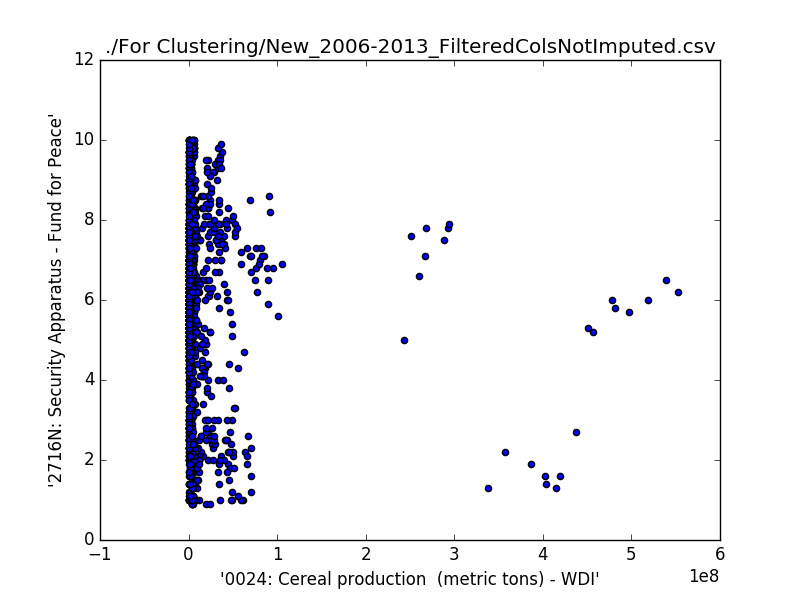 ./For Clustering/New_2006-2013_FilteredColsNotImputed.csv
12
10
8
6
4
2
0
'2716N: Security Apparatus - Fund for Peace'
−1 0 1 2 3 4 5 6
1e8
'0024: Cereal production  (metric tons) - WDI'